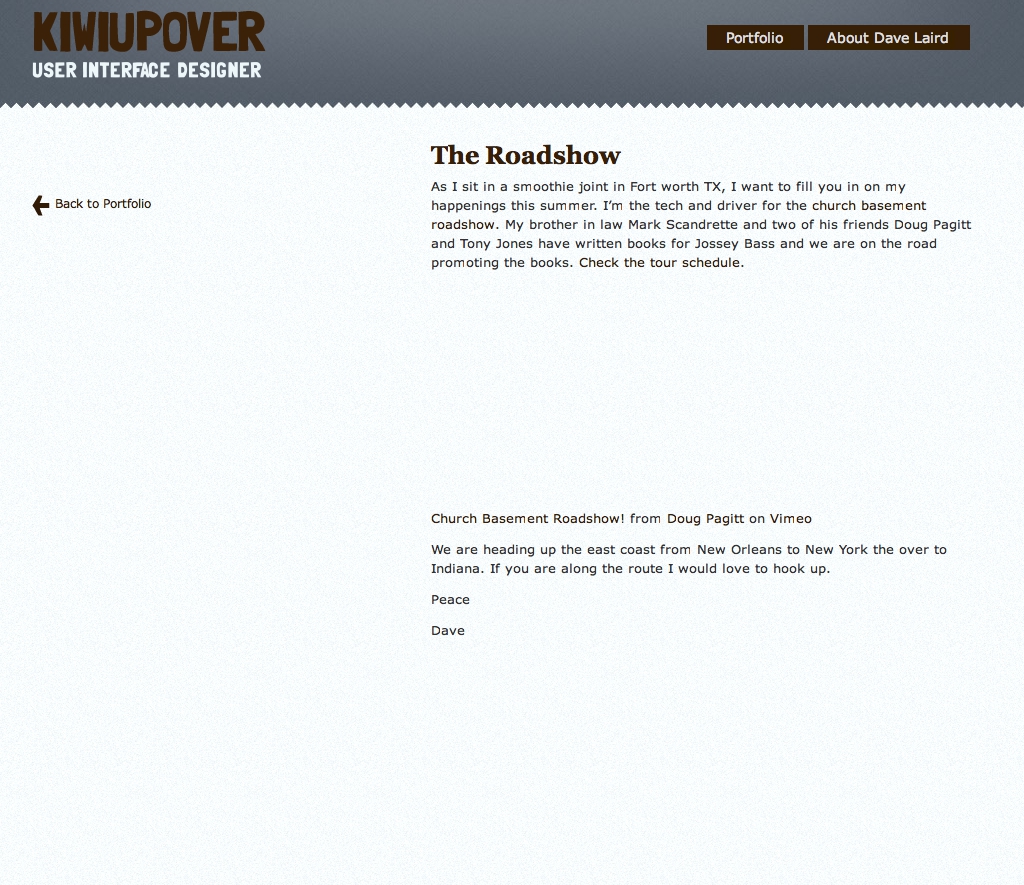 KIWIUPOVER
USER INTERFACE DESIGNER
Portfolio
About Dave Laird
Back to Portfolio
The Roadshow
As I sit in a smoothie joint in Fort worth TX, I want to fill you in on my
happenings this summer. I’m the tech and driver for the church basement
roadshow. My brother in law Mark Scandrette and two of his friends Doug Pagitt
and Tony Jones have written books for Jossey Bass and we are on the road
promoting the books. Check the tour schedule.
Church Basement Roadshow! from Doug Pagitt on Vimeo
We are heading up the east coast from New Orleans to New York the over to
Indiana. If you are along the route I would love to hook up.
Peace
Dave